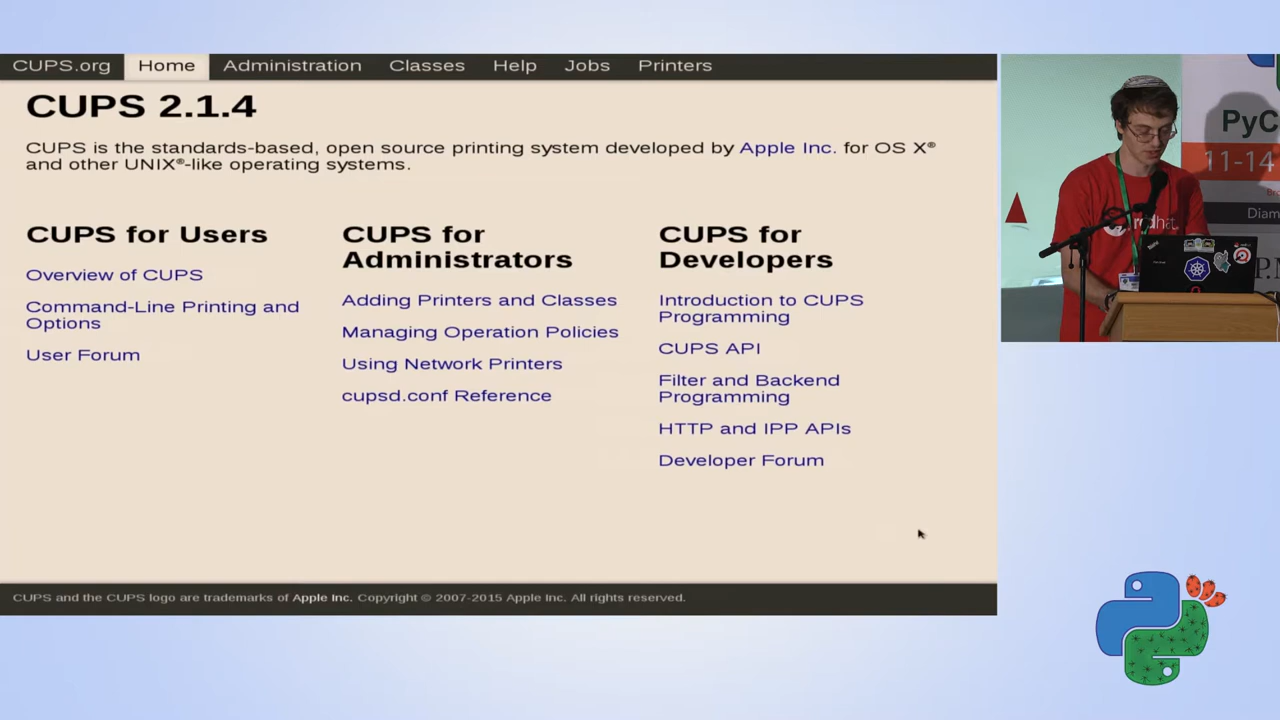 CUPS.org Home Administration Classes Help Jobs Printers
CUPS 2.1.4
CUPS is the standards-based, open source printing system developed by Apple Inc. for OS X®
and other UNIX®-like operating systems.
CUPS for Users
Overview of CUPS
Command-Line Printing and
Options
User Forum
CUPS for
Administrators
Adding Printers and Classes
Managing Operation Policies
Using Network Printers
cupsd.conf Reference
CUPS for
Developers
Introduction to CUPS
Programming
CUPS API
Filter and Backend
Programming
HTTP and IPP APIs
Developer Forum
CUPS and the CUPS logo are trademarks of Apple Inc. Copyright © 2007-2015 Apple Inc. All rights reserved.
PyC
11-14
Diam
redhat.